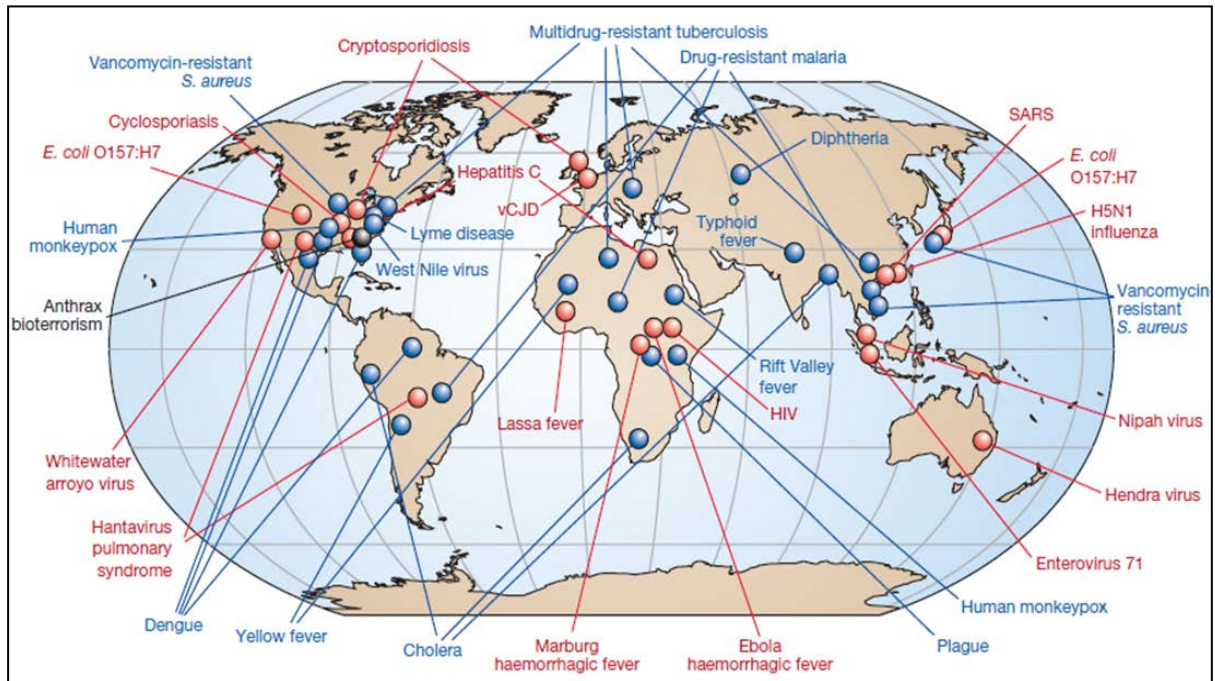 Cryptosporidiosis
Multidrug-resistant tuberculosis
Drug-resistant malaria
Vancomycin-resistant
S. aureus
Cyclosporiasis
E. coli O157:H7
Hepatitis C
Diphtheria
SARS
E. coli
O157:H7
H5N1
influenza
vCJD
Human
monkeypox
Lyme disease
Typhoid
fever
West Nile virus
Anthrax
bioterrorism
Vancomycin-
resistant
S. aureus
Rift Valley
fever
Lassa fever
HIV
Nipah virus
Whitewater
arroyo virus
Hendra virus
Hantavirus
pulmonary
syndrome
Enterovirus 71
Dengue
Yellow fever
Cholera
Marburg
haemorrhagic fever
Ebola
haemorrhagic fever
Human monkeypox
Plague